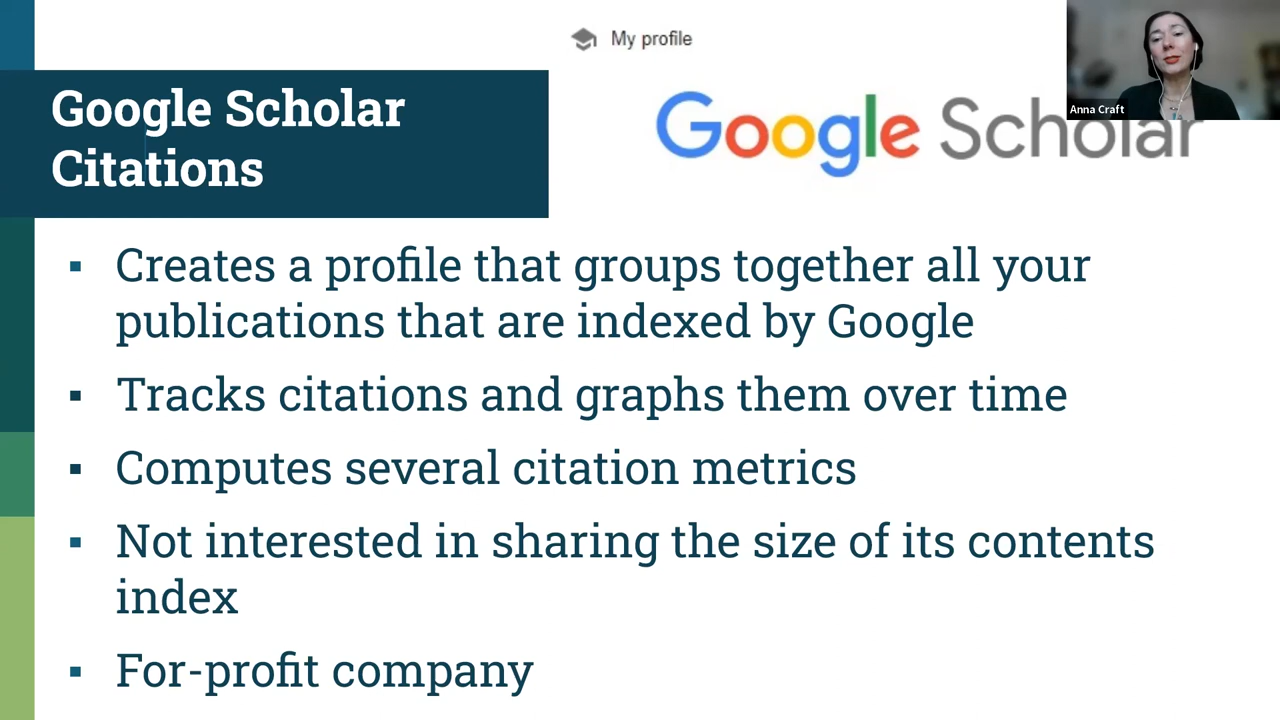 My profile
Google Scholar
Citations
Google Scholar
Anna Craft
▪ Creates a profile that groups together all your
publications that are indexed by Google
▪ Tracks citations and graphs them over time
▪ Computes several citation metrics
▪ Not interested in sharing the size of its contents
index
▪ For-profit company